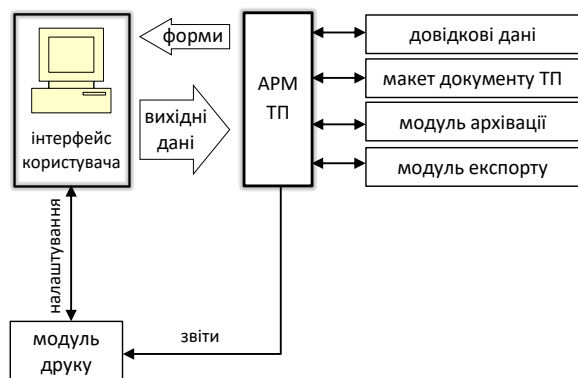 форми
вихідні
дані
інтерфейс
користувача
АРМ
ТП
довідкові дані
макет документу ТП
модуль архівації
модуль експорту
налаштування
модуль
друку
звіти